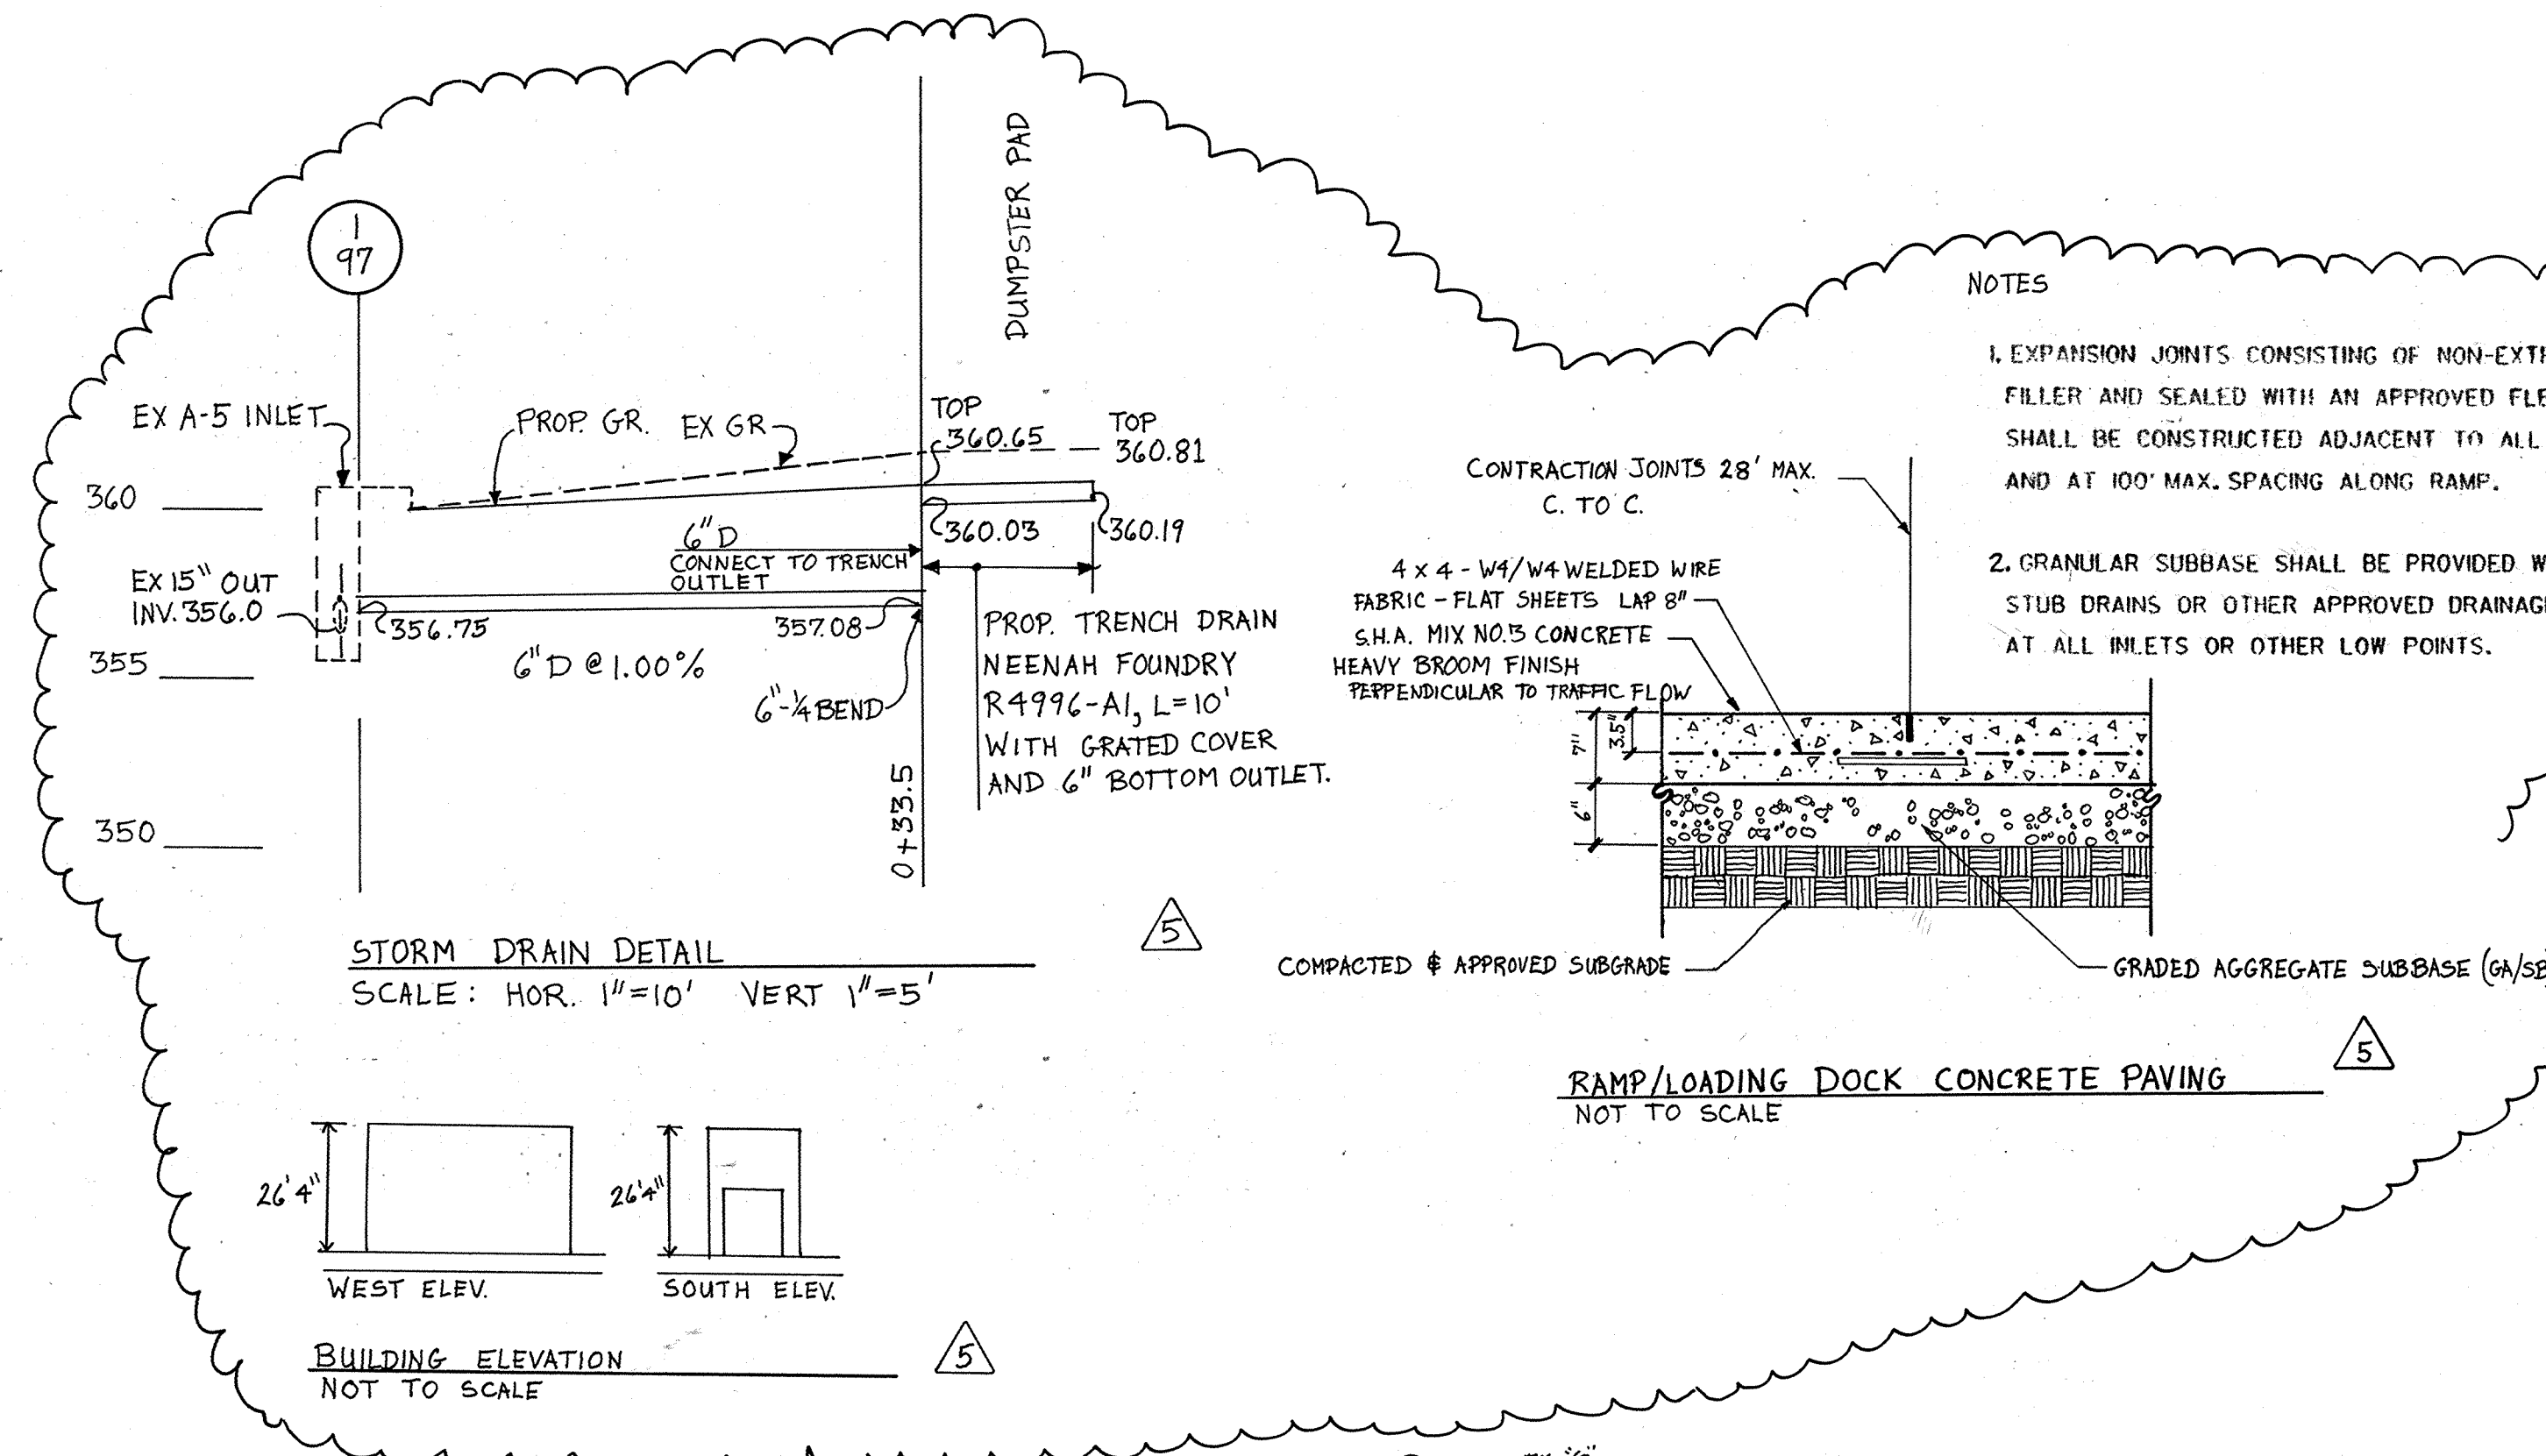 1
97
DUMPSTER PAD
EX A-5 INLET
PROP. GR.
EX GR
TOP
360.65
TOP
360.81
360
6"D
CONNECT TO TRENCH
OUTLET
360.03
360.19
EX 15" OUT
INV. 356.0
356.75
357.08
355
6"D @ 1.00%
6"-1/4 BEND
PROP. TRENCH DRAIN
NEENAH FOUNDRY
R4996-A1, L=10'
WITH GRATED COVER
AND 6" BOTTOM OUTLET.
350
0+33.5
STORM DRAIN DETAIL
SCALE: HOR. 1"=10' VERT 1"=5'
5
26'4"
WEST ELEV.
26'4"
SOUTH ELEV.
BUILDING ELEVATION
NOT TO SCALE
5
NOTES
1. EXPANSION JOINTS CONSISTING OF
FILLER AND SEALED WITH AN APPROVED
SHALL BE CONSTRUCTED ADJACENT TO ALL
AND AT 100' MAX. SPACING ALONG RAMP.
2. GRANULAR SUBBASE SHALL BE PROVIDED
STUB DRAINS OR OTHER APPROVED
AT ALL INLETS OR OTHER LOW POINTS.
CONTRACTION JOINTS 28' MAX.
C. TO C.
4 x 4 - W4/W4 WELDED WIRE
FABRIC - FLAT SHEETS LAP 8"
S.H.A. MIX NO.3 CONCRETE
HEAVY BROOM FINISH
PERPENDICULAR TO TRAFFIC FLOW
7"
3.5"
6"
COMPACTED & APPROVED SUBGRADE
GRADED AGGREGATE SUBBASE (GA/SB
RAMP/LOADING DOCK CONCRETE PAVING
NOT TO SCALE
5